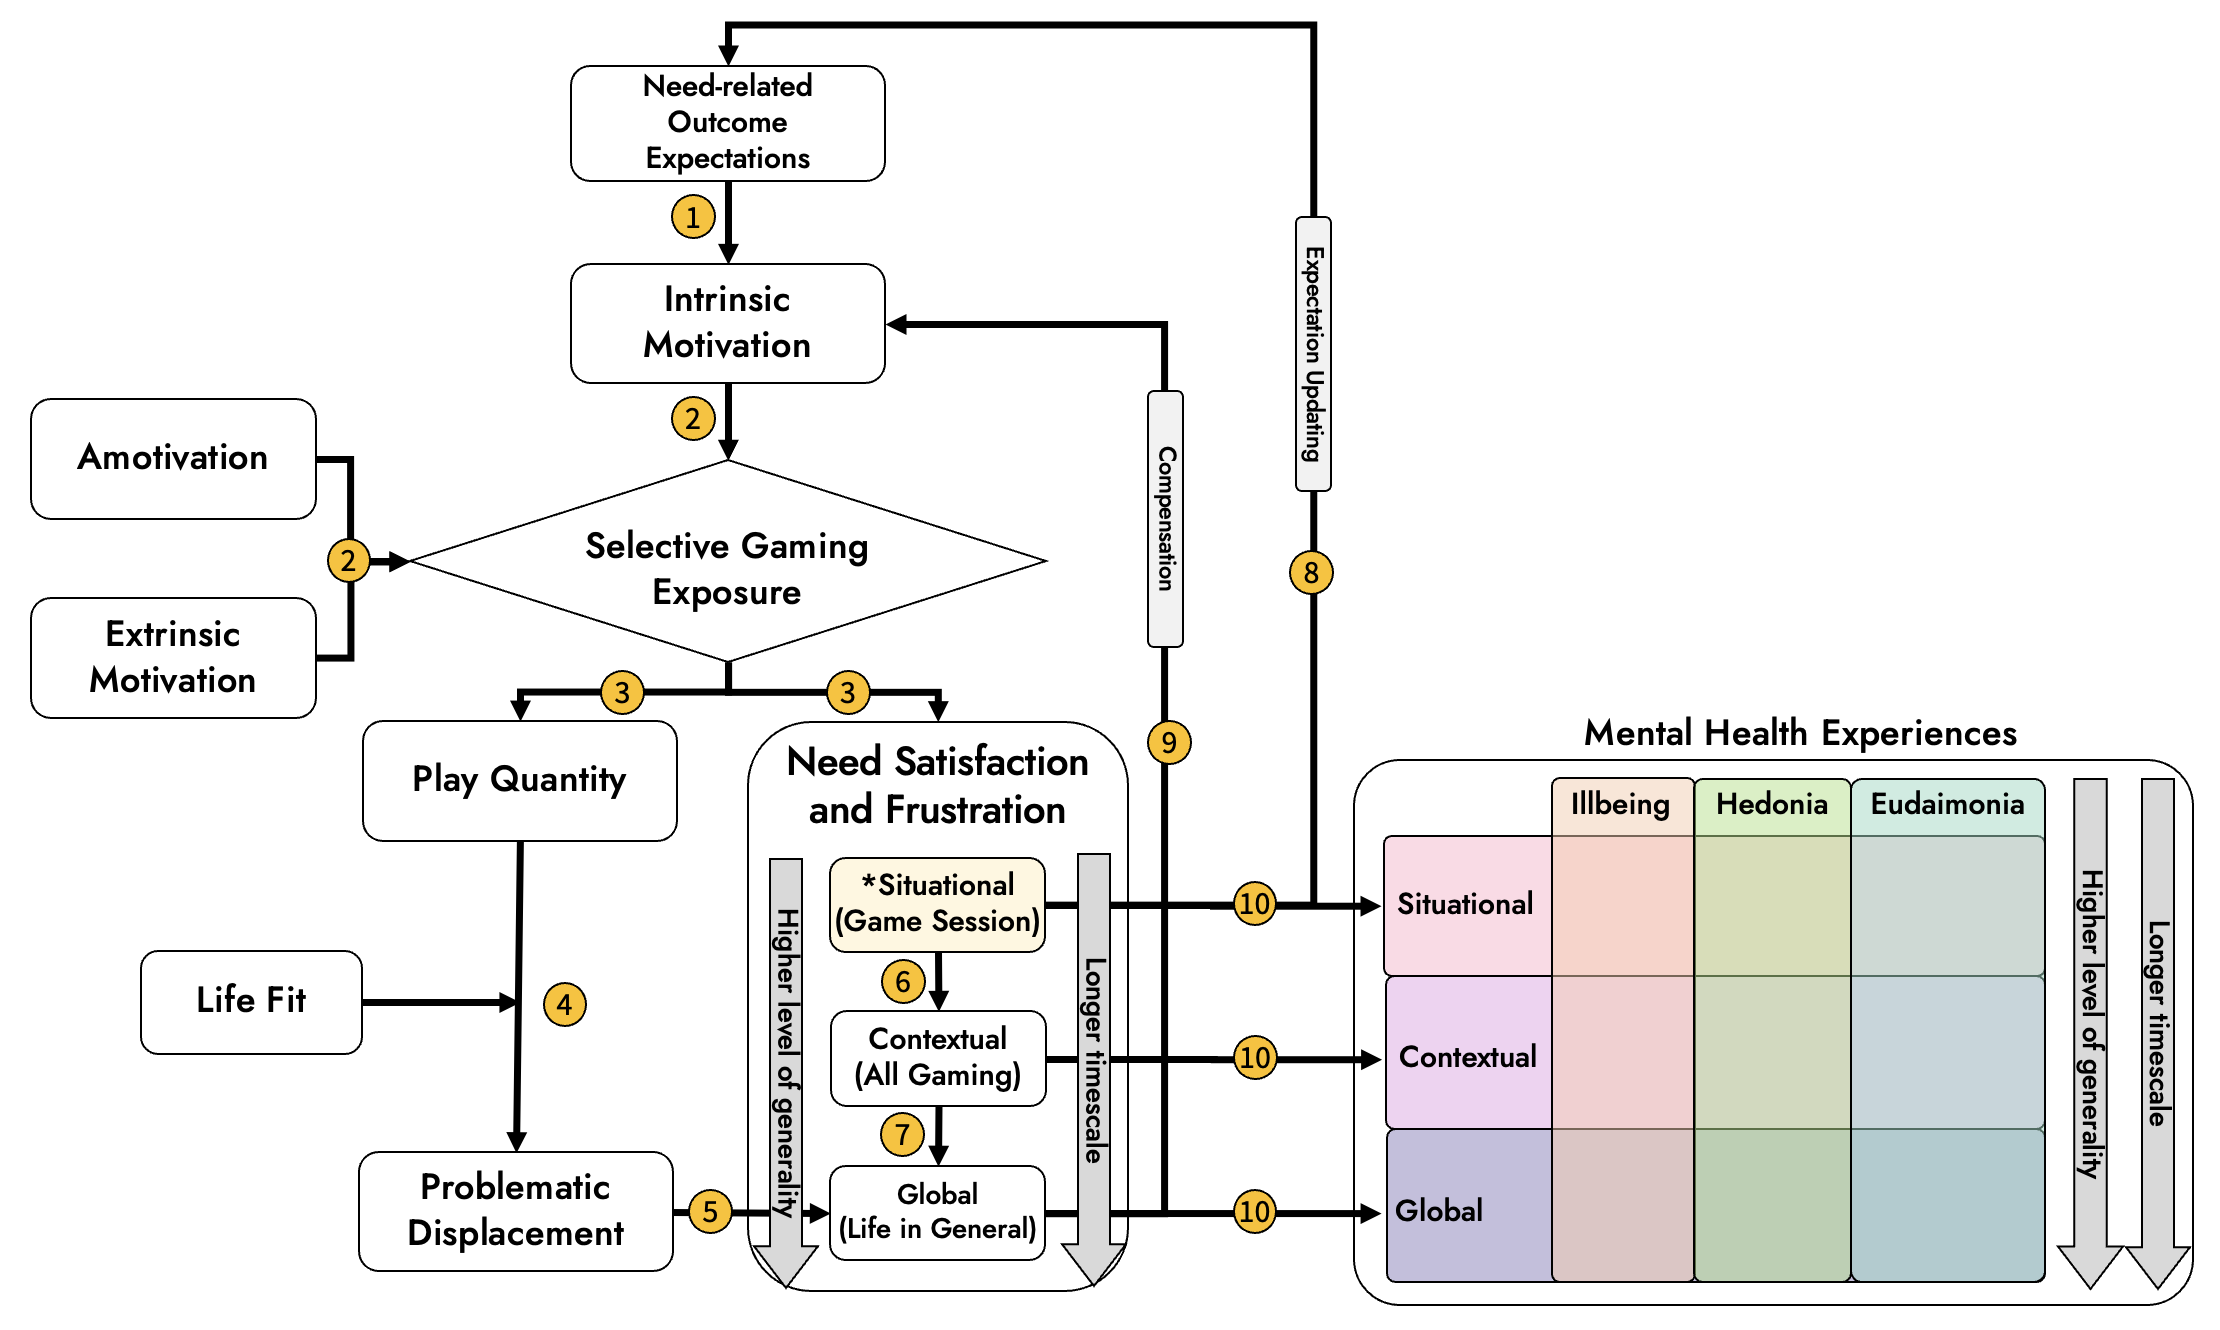 Need-related
Outcome
Expectations
1
Intrinsic
Motivation
2
Amotivation
Extrinsic
Motivation
2
Selective Gaming
Exposure
3
3
Play Quantity
Life Fit
4
Problematic
Displacement
5
Need Satisfaction
and Frustration
Higher level of generality
*Situational
(Game Session)
6
Contextual
(All Gaming)
7
Global
(Life in General)
Longer timescale
Compensation
9
Expectation Updating
8
10
10
10
Mental Health Experiences
Illbeing
Hedonia
Eudaimonia
Situational
Contextual
Global
Higher level of generality
Longer timescale